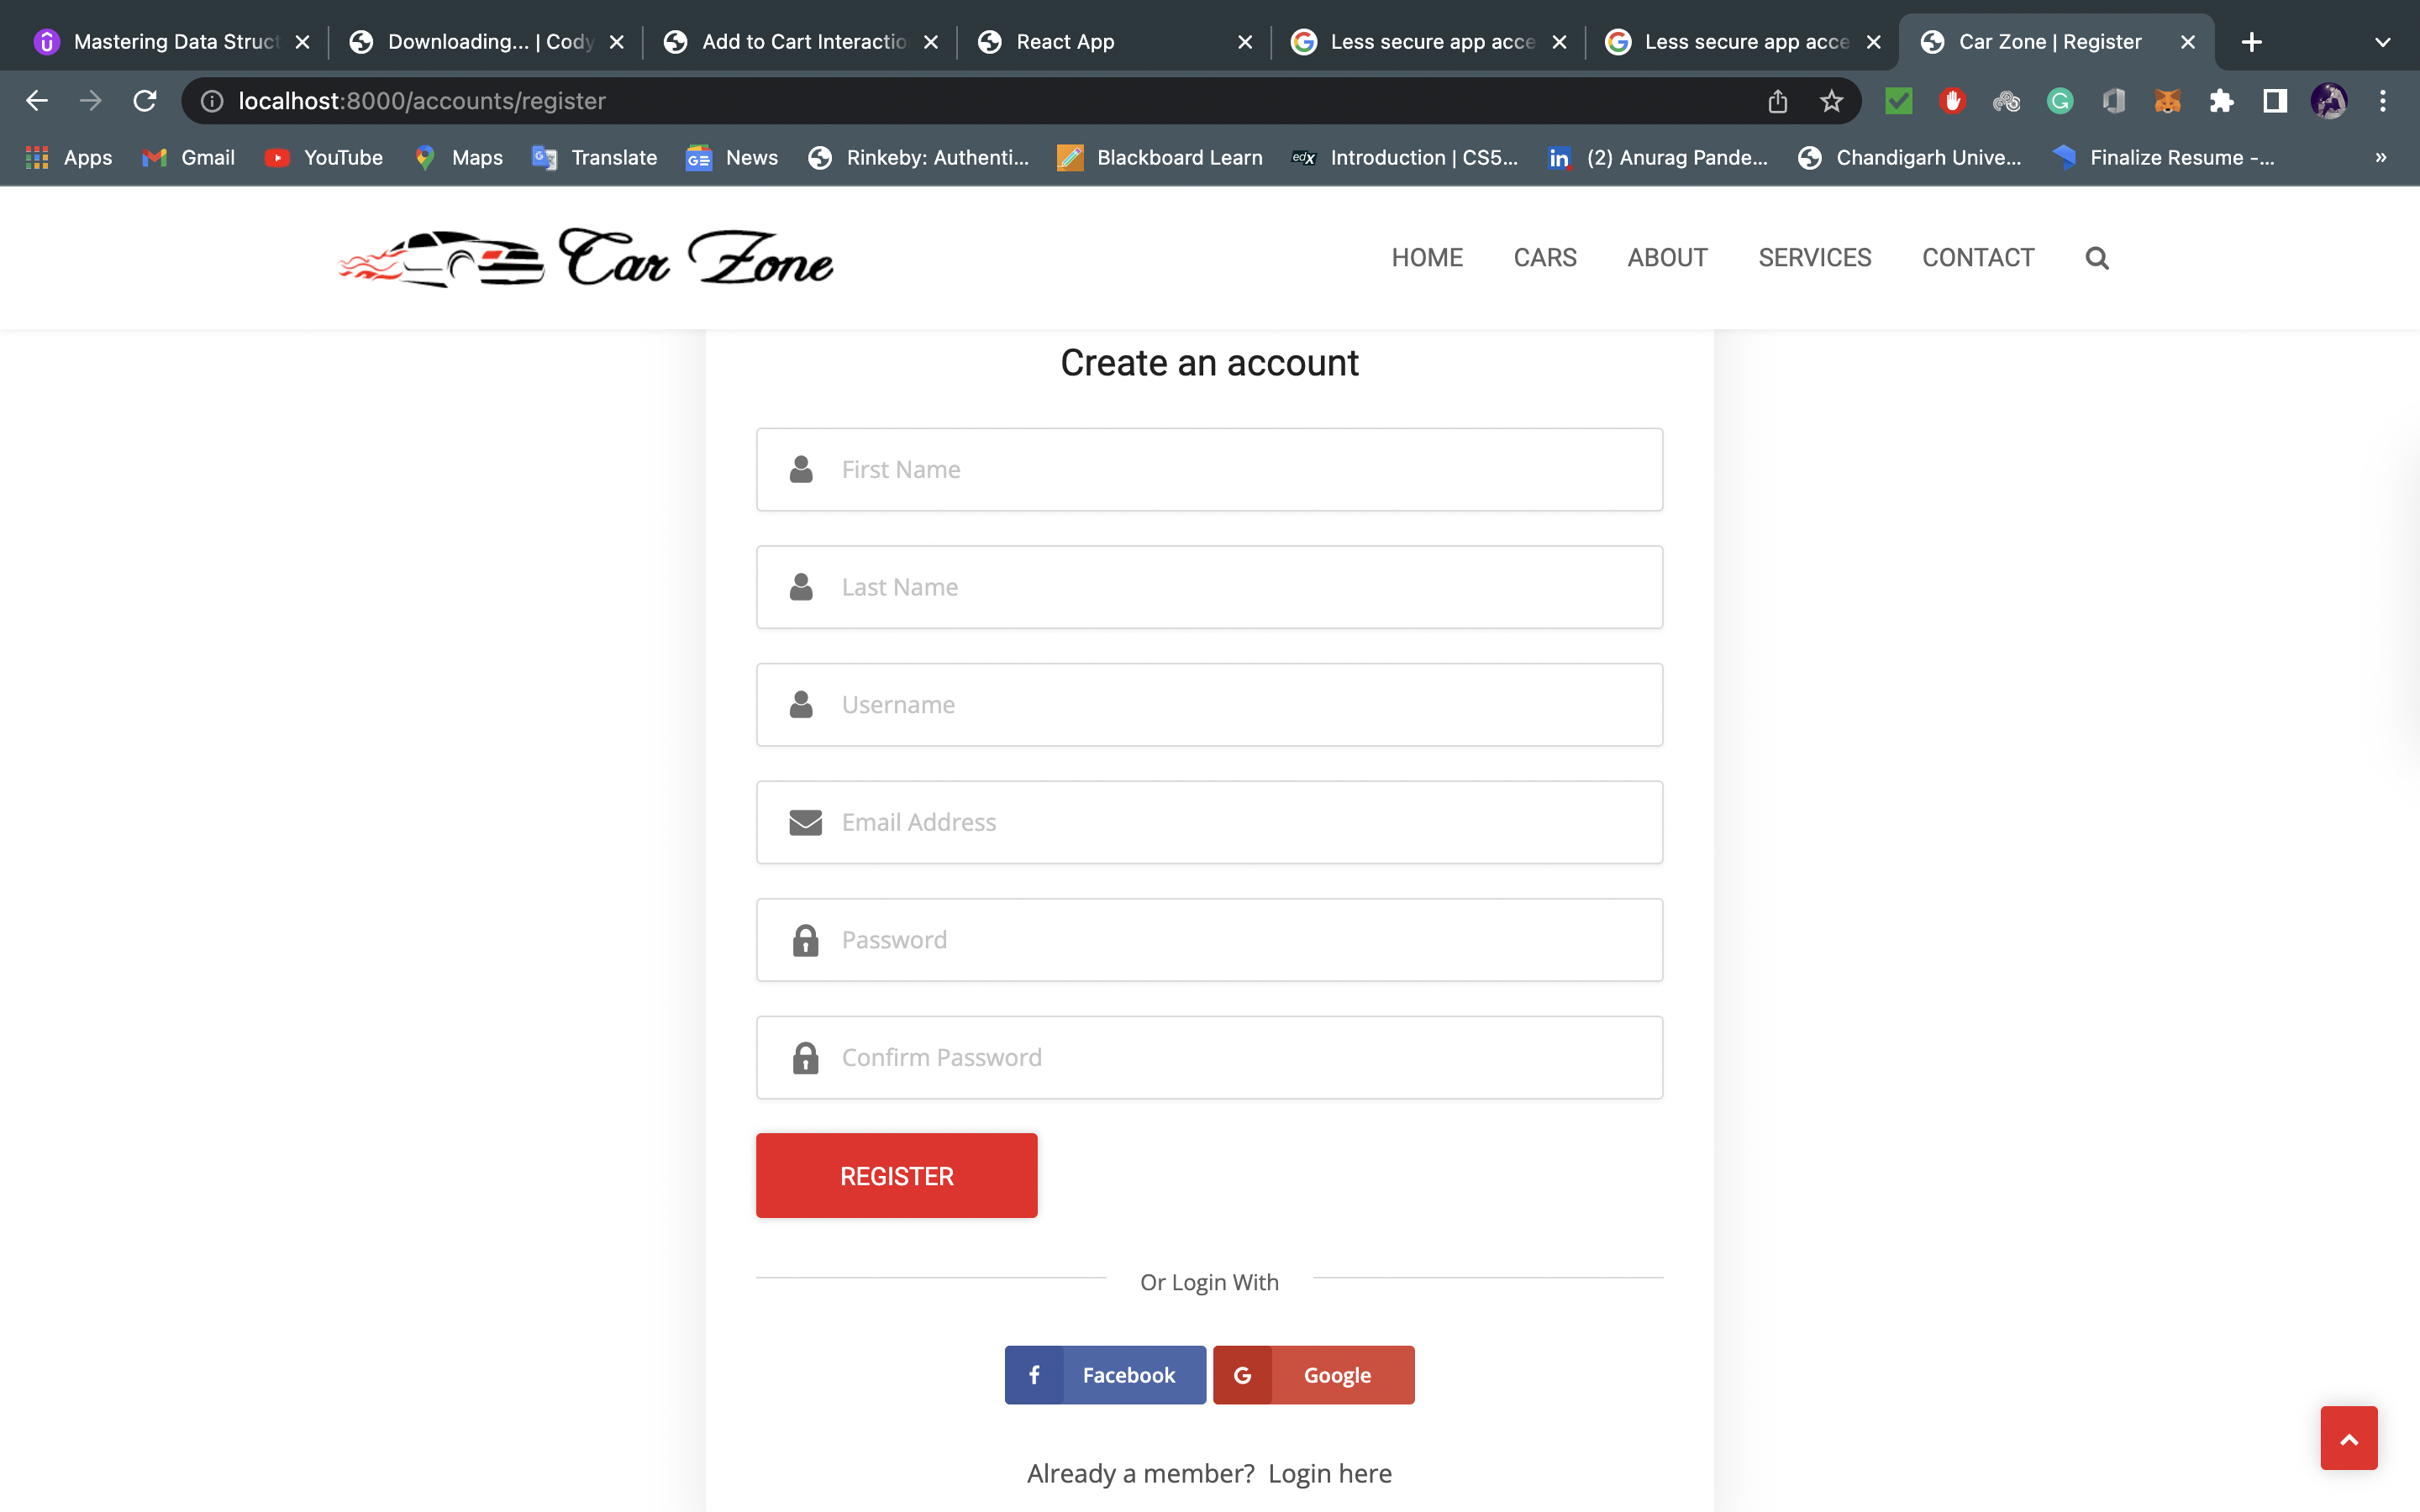 Mastering Data Struct
Downloading... | Cody
Add to Cart Interactio
React App
Less secure app acce
Less secure app acce
Car Zone | Register
localhost:8000/accounts/register
Apps
Gmail
YouTube
Maps
Translate
News
Rinkeby: Authenti...
Blackboard Learn
edX Introduction | CS5...
in (2) Anurag Pande...
Chandigarh Unive...
Finalize Resume -...
»
Car Zone
HOME
CARS
ABOUT
SERVICES
CONTACT
Create an account
First Name
Last Name
Username
Email Address
Password
Confirm Password
REGISTER
Or Login With
f Facebook
G Google
Already a member? Login here